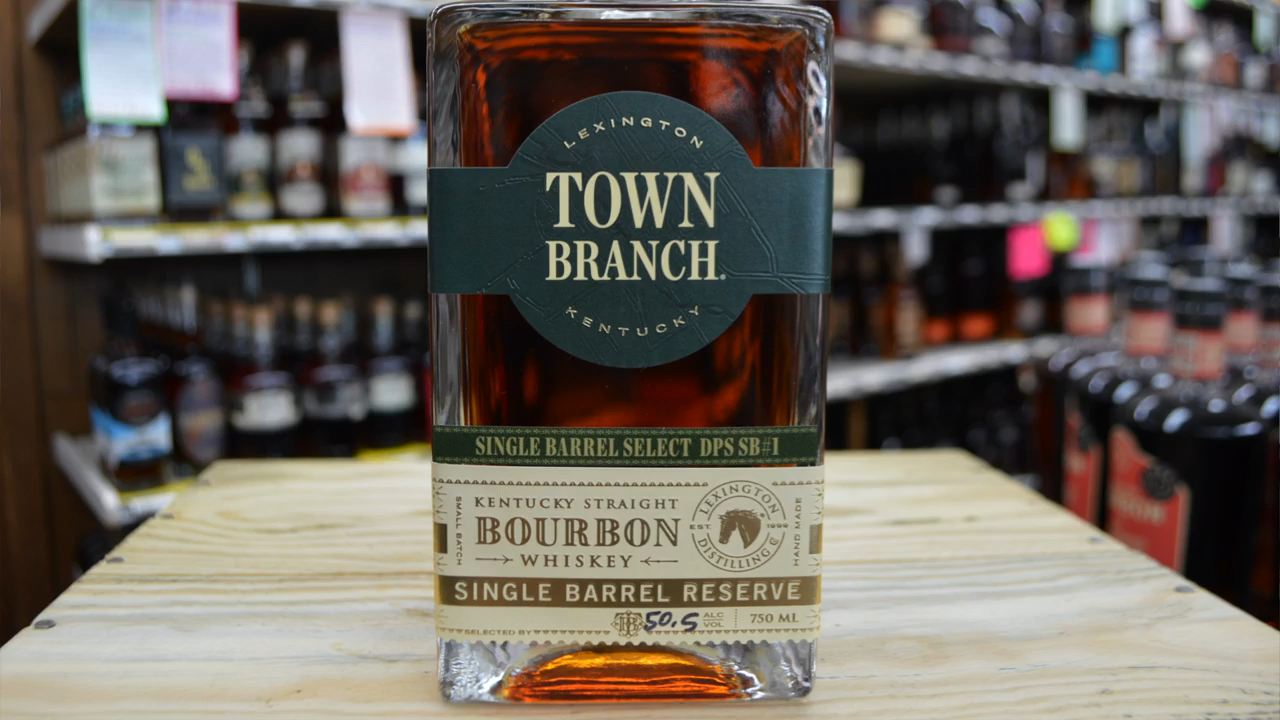 LEXINGTON
TOWN
BRANCH.
KENTUCKY
SINGLE BARREL SELECT DPS SB#1
SMALL BATCH
KENTUCKY STRAIGHT
BOURBON
WHISKEY
LEXINGTON
EST. 1999
DISTILLING Co
HAND MADE
SINGLE BARREL RESERVE
SELECTED BY
50.5 ALC
VOL
750 ML